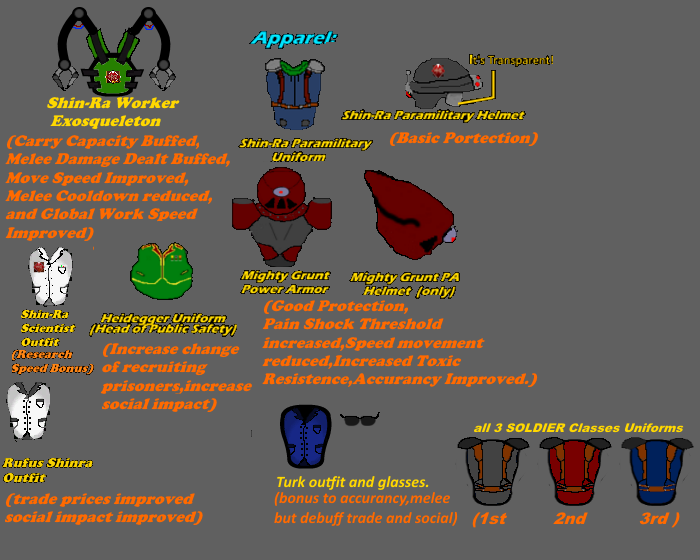 Apparel:
It's Transparent!
Shin-Ra Worker
Exosqueleton
(Carry Capacity Buffed,
Melee Damage Dealt Buffed,
Move Speed Improved,
Melee Cooldown reduced,
and Global Work Speed
Improved)
Shin-Ra Paramilitary
Uniform
Shin-Ra Paramilitary Helmet
(Basic Portection)
Mighty Grunt
Power Armor
Mighty Grunt PA
Helmet (only)
(Good Protection,
Pain Shock Threshold
increased,Speed movement
reduced,Increased Toxic
Resistence,Accurancy Improved.)
Shin-Ra
Scientist
Outfit
(Research
Speed Bonus)
Heidegger Uniform
(Head of Public Safety)
(Increase change
of recruiting
prisoners,increase
social impact)
Rufus Shinra
Outfit
(trade prices improved
social impact improved)
Turk outfit and glasses.
(bonus to accurancy,melee
but debuff trade and social)
all 3 SOLDIER Classes Uniforms
(1st 2nd 3rd )